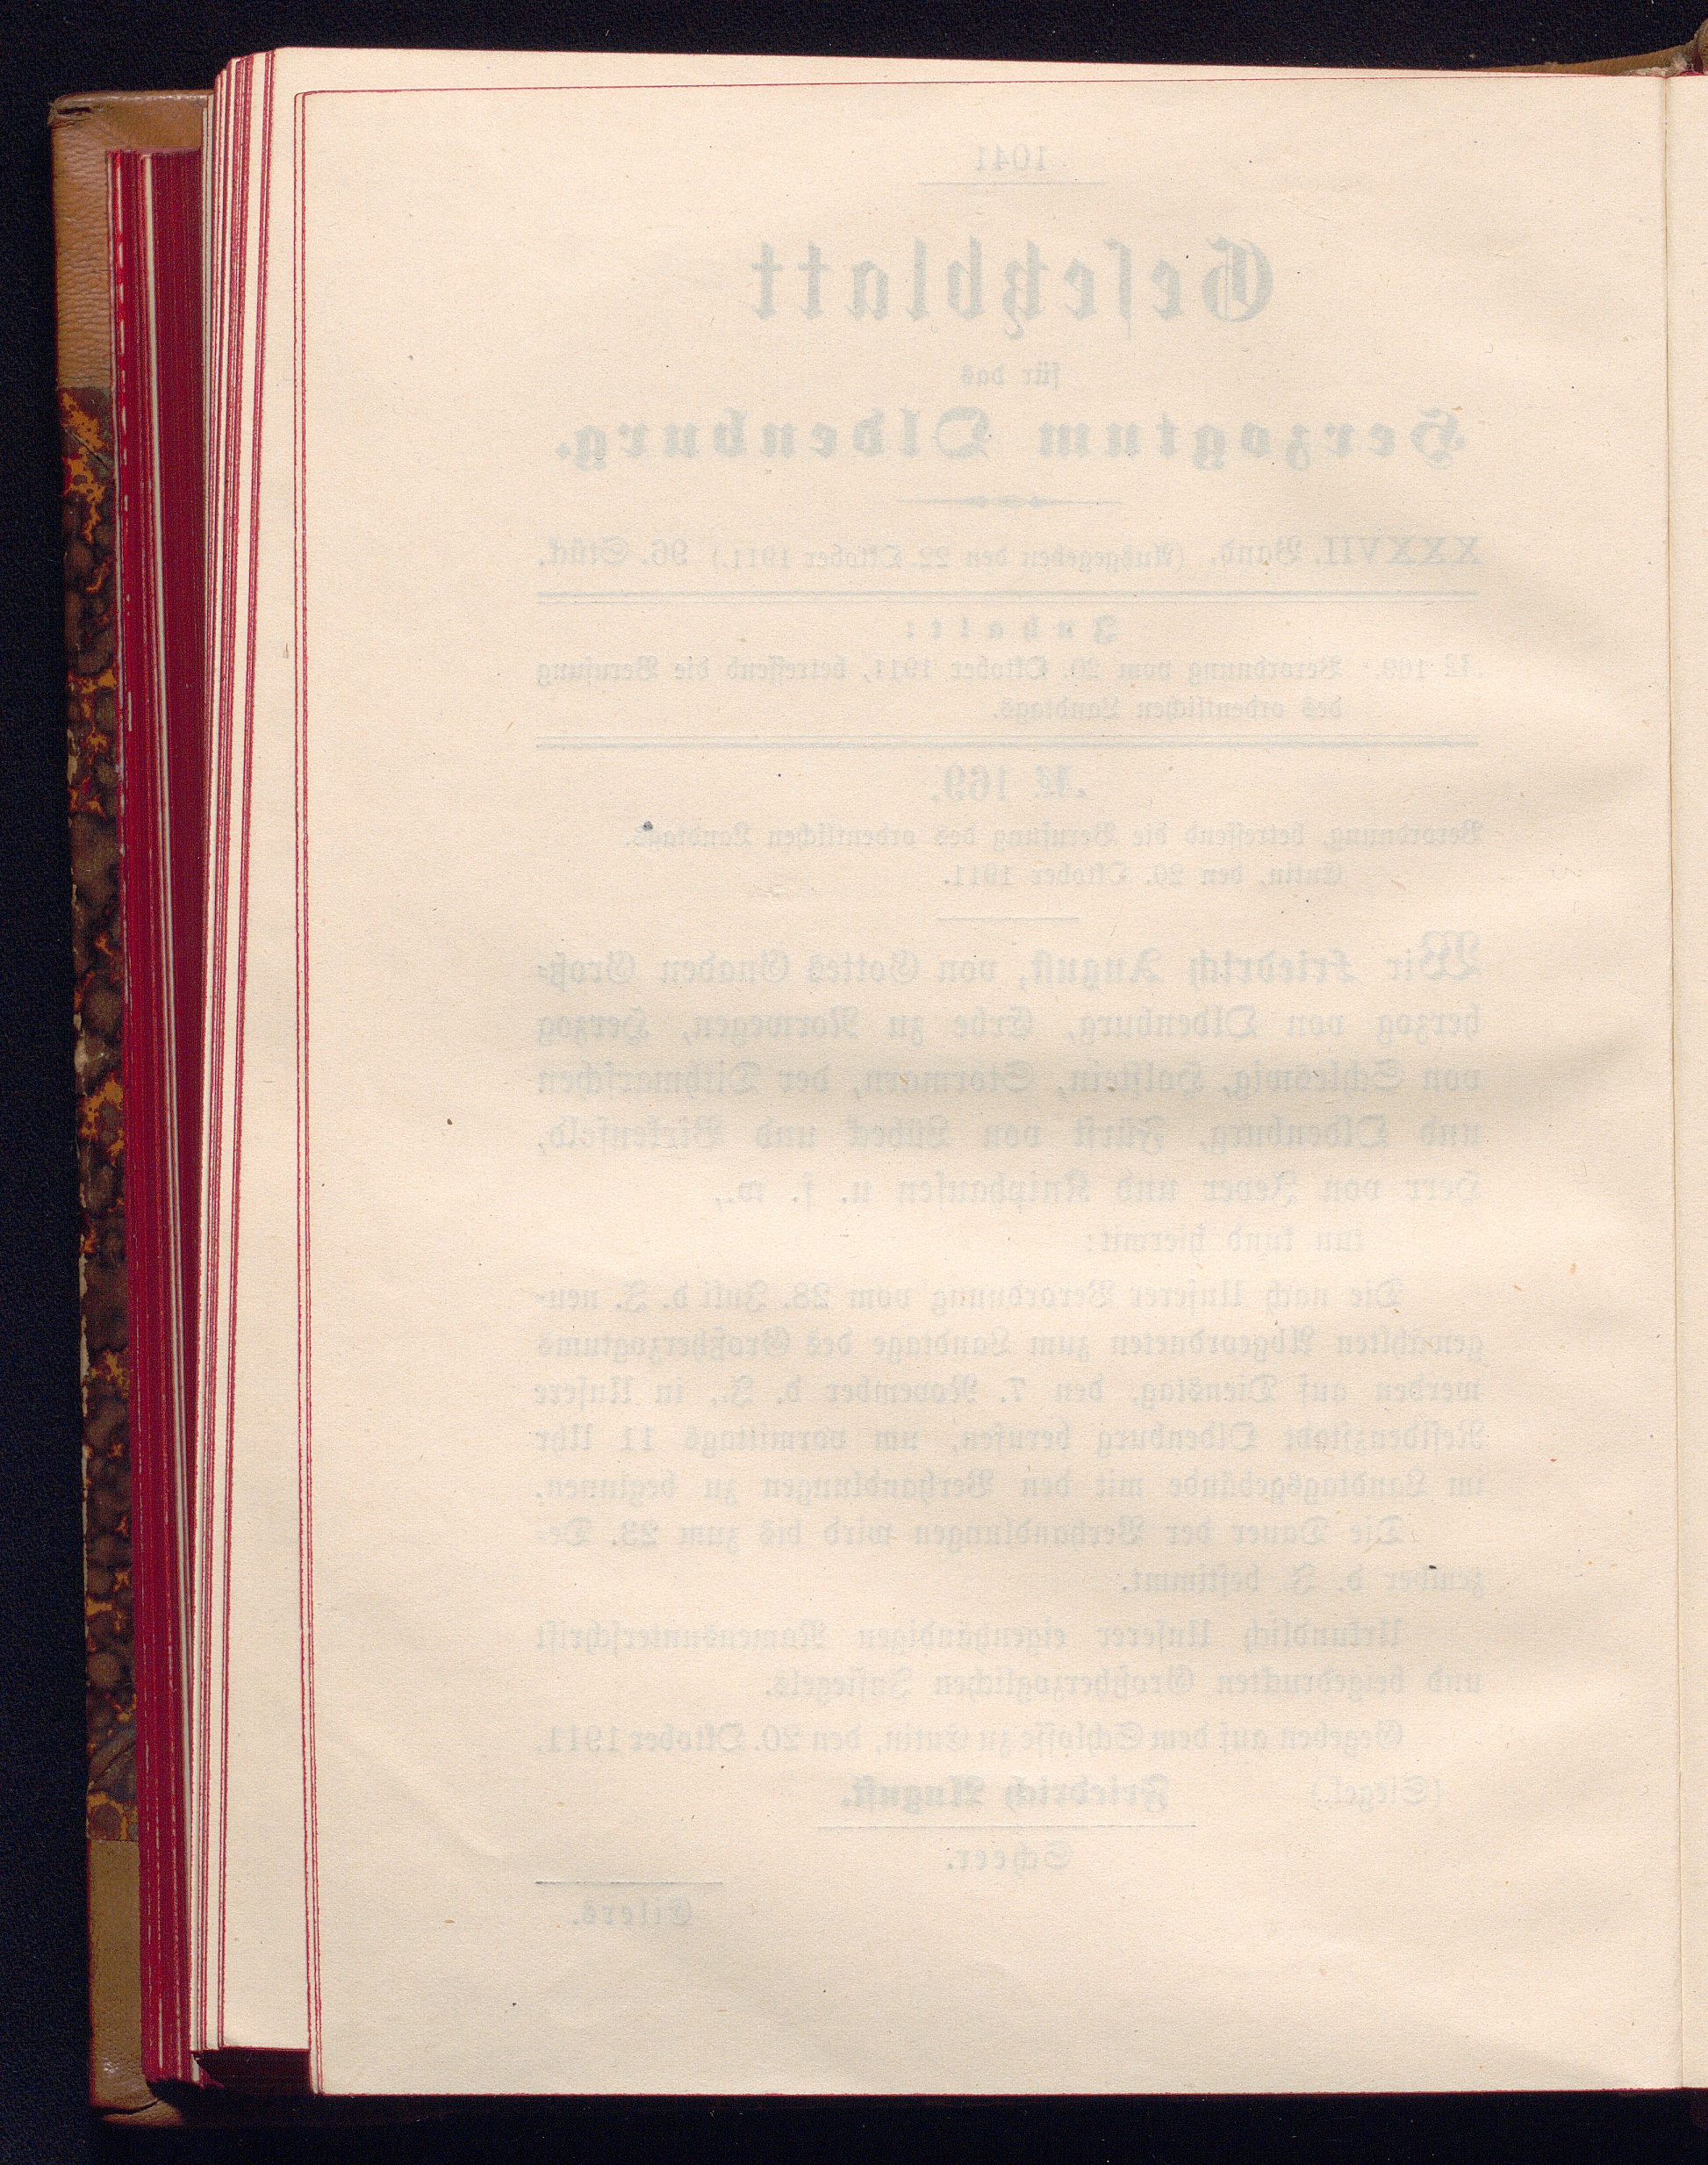 1041
Gesetzblatt
für das
Herzogtum Oldenburg.
XXXVII. Band. (Ausgegeben den 22. Oktober 1911.) 96. Stück.
Inhalt:
№ 169. Verordnung vom 20. Oktober 1911, betreffend die Berufung
des ordentlichen Landtags.
№ 169.
Verordnung, betreffend die Berufung des ordentlichen Landtags.
Eutin, den 20. Oktober 1911.
Wir Friedrich August, von Gottes Gnaden Groß-
herzog von Oldenburg, Erbe zu Norwegen, Herzog
von Schleswig, Holstein, Stormarn, der Dithmarschen
und Oldenburg, Fürst von Lübeck und Birkenfeld,
Herr von Jever und Kniphausen u. s. w.,
tun kund hiermit:
Die nach Unserer Verordnung vom 28. Juli d. J. neu-
gewählten Abgeordneten zum Landtage des Großherzogtums
werden auf Dienstag, den 7. November d. J., in Unsere
Residenzstadt Oldenburg berufen, um vormittags 11 Uhr
im Landtagsgebäude mit den Verhandlungen zu beginnen.
Die Dauer der Verhandlungen wird bis zum 23. De-
zember d. J bestimmt.
Urkundlich Unserer eigenhändigen Namensunterschrift
und beigedruckten Großherzoglichen Insiegels.
Gegeben auf dem Schlosse zu Eutin, den 20. Oktober 1911.
(Siegel.) Friedrich August.
Scheer.
Eilers.